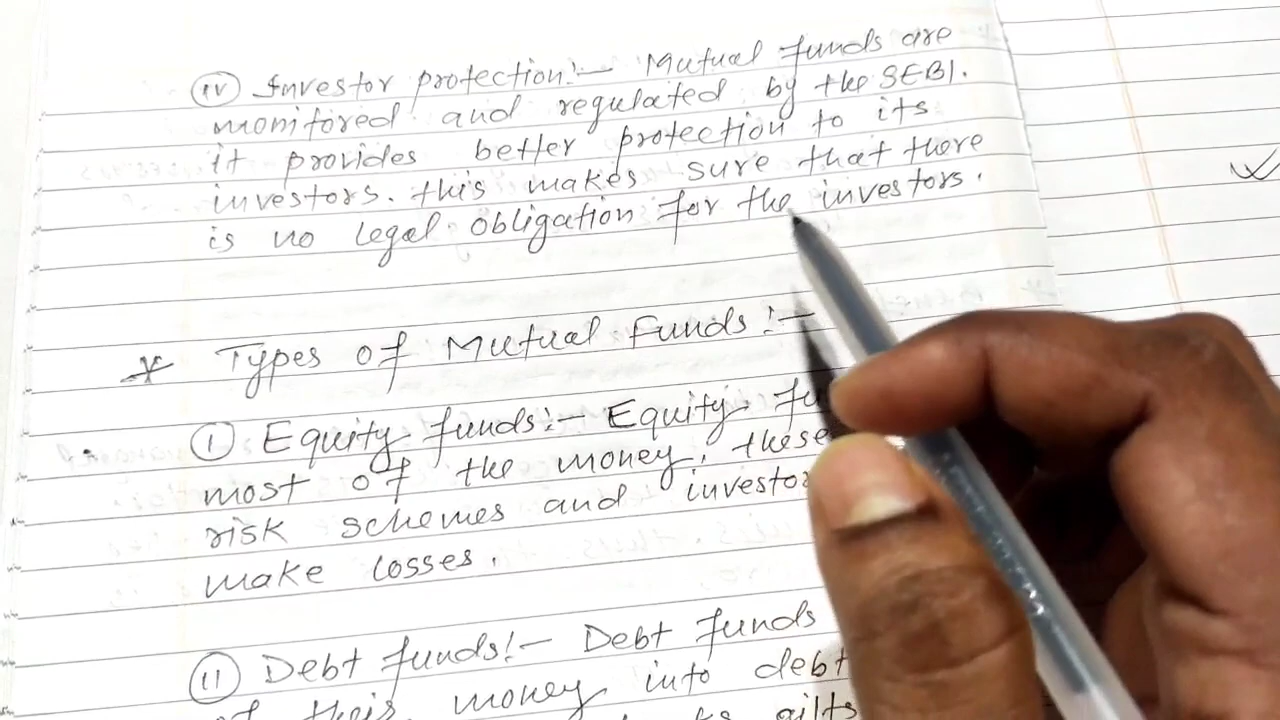 (iv) Investor protection:- Mutual funds are
monitored and regulated by the SEBI.
it provides better protection to its
investors. this makes sure that there
is no legal obligation for the investors.
* Types of Mutual Funds:-
(i) Equity funds:- Equity
most of the money, these
risk schemes and
make losses.
(ii) Debt funds:- Debt funds
of their money into debt
gilts